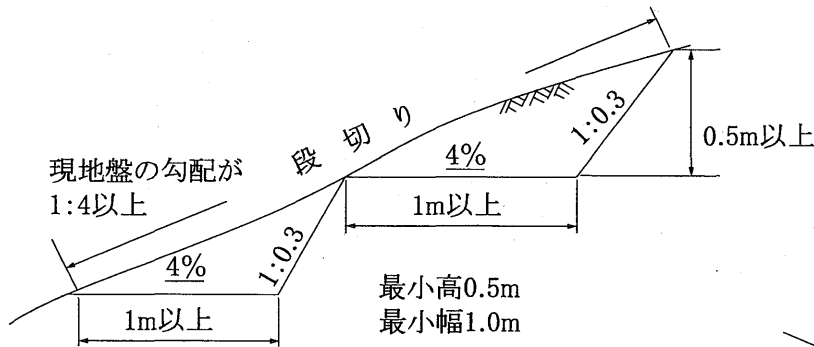 段切り
現地盤の勾配が
1:4以上
4%
1:0.3
0.5m以上
1m以上
4%
1:0.3
1m以上
最小高0.5m
最小幅1.0m